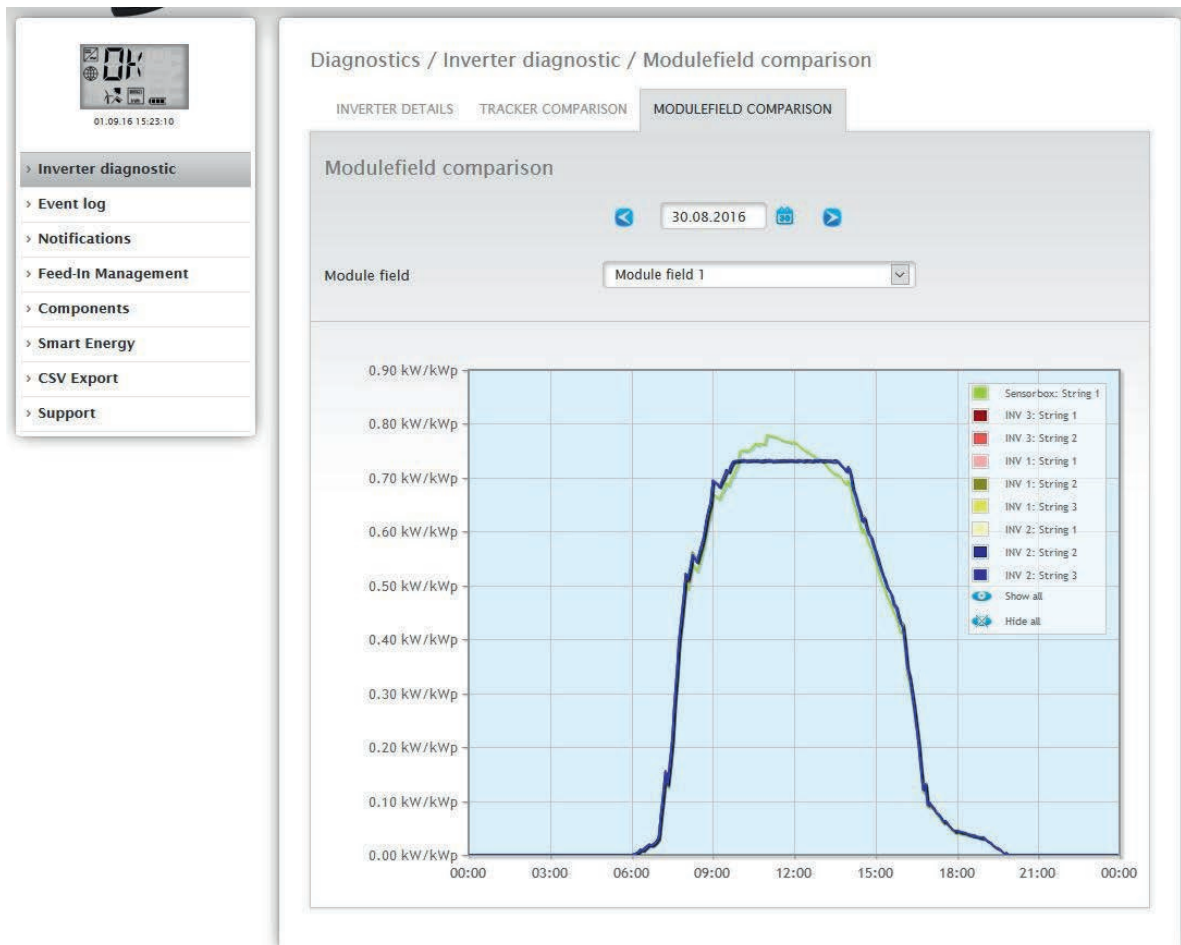 OK
01.09.16 15:23:10
› Inverter diagnostic
› Event log
› Notifications
› Feed-In Management
› Components
› Smart Energy
› CSV Export
› Support
Diagnostics / Inverter diagnostic / Modulefield comparison
INVERTER DETAILS TRACKER COMPARISON MODULEFIELD COMPARISON
Modulefield comparison
30.08.2016
Module field Module field 1
0.90 kW/kWp
0.80 kW/kWp
0.70 kW/kWp
0.60 kW/kWp
0.50 kW/kWp
0.40 kW/kWp
0.30 kW/kWp
0.20 kW/kWp
0.10 kW/kWp
0.00 kW/kWp
Sensorbox: String 1
INV 3: String 1
INV 3: String 2
INV 1: String 1
INV 1: String 2
INV 1: String 3
INV 2: String 1
INV 2: String 2
INV 2: String 3
Show all
Hide all
00:00 03:00 06:00 09:00 12:00 15:00 18:00 21:00 00:00